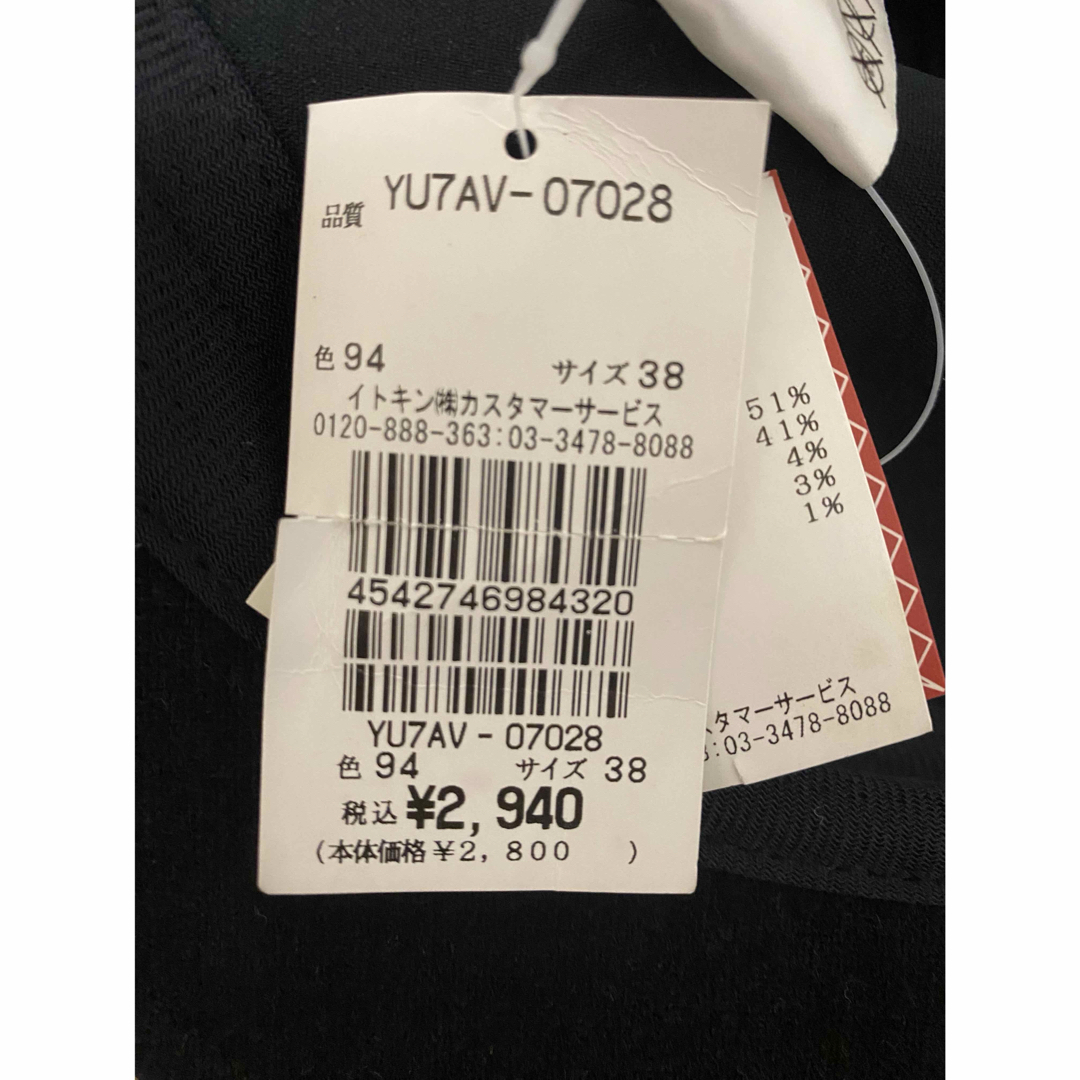 YU7AV-07028
品質
色 94 サイズ 38
イトキン㈱カスタマーサービス
0120-888-363:03-3478-8088
4542746984320
YU7AV-07028
色 94 サイズ 38
税込 ¥2,940
(本体価格¥2,800 )
51%
41%
4%
3%
1%
スタマーサービス
:03-3478-8088